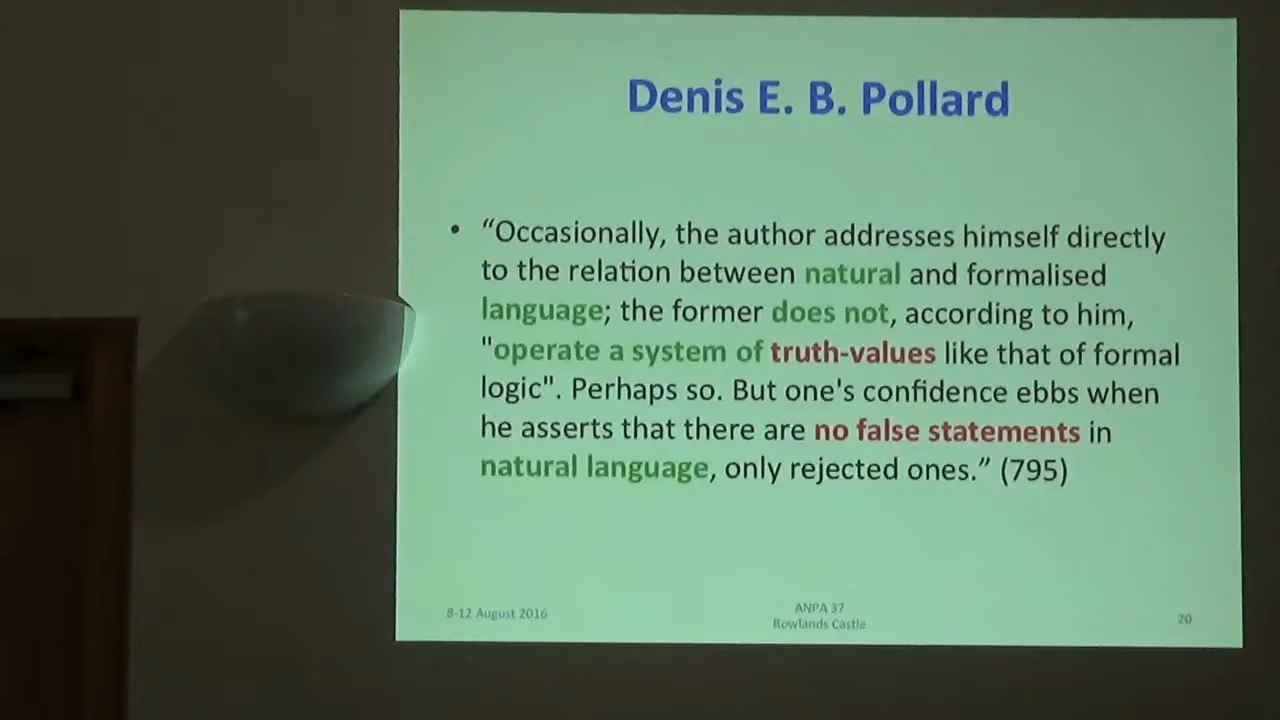 Denis E. B. Pollard
• “Occasionally, the author addresses himself directly
to the relation between natural and formalised
language; the former does not, according to him,
"operate a system of truth-values like that of formal
logic". Perhaps so. But one's confidence ebbs when
he asserts that there are no false statements in
natural language, only rejected ones.” (795)
8-12 August 2016
ANPA 37
Rowlands Castle
20